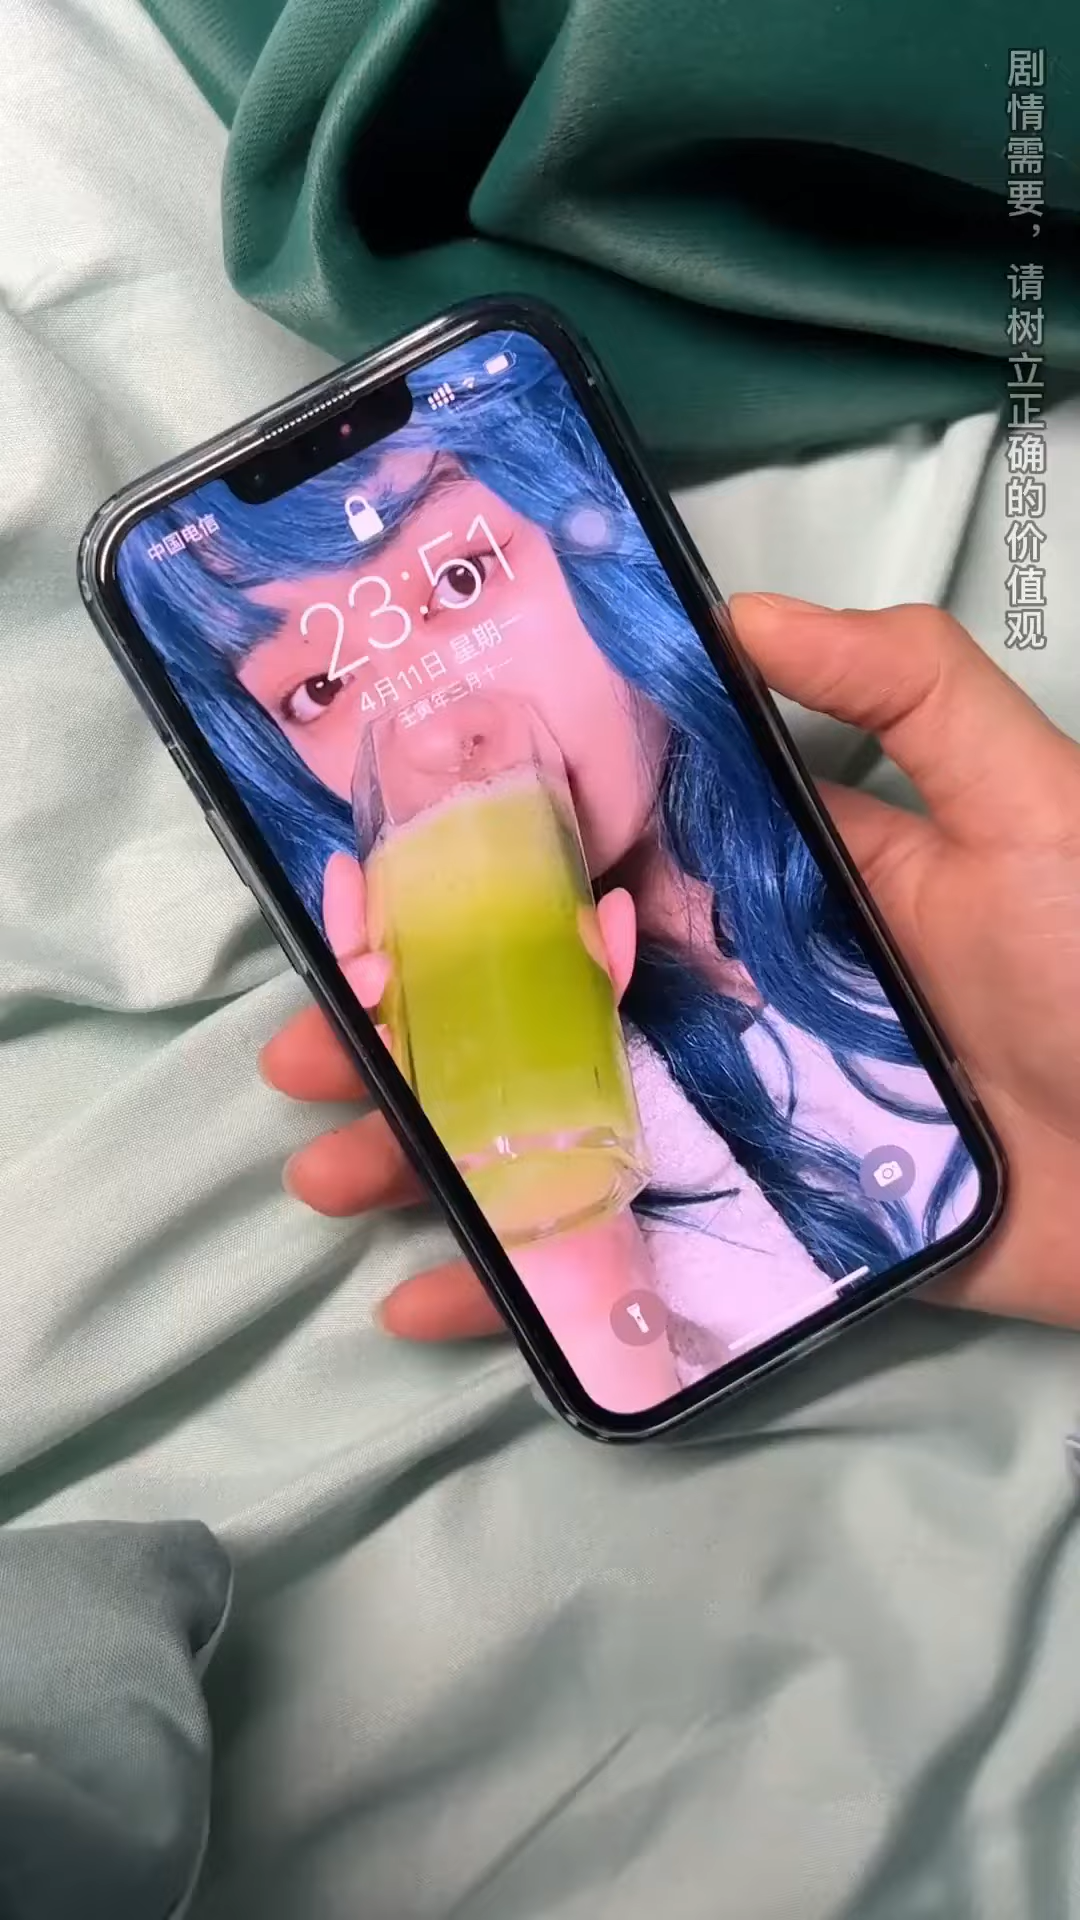 剧情需要，请树立正确的价值观
中国电信
23:51
4月11日 星期一
壬寅年三月十一